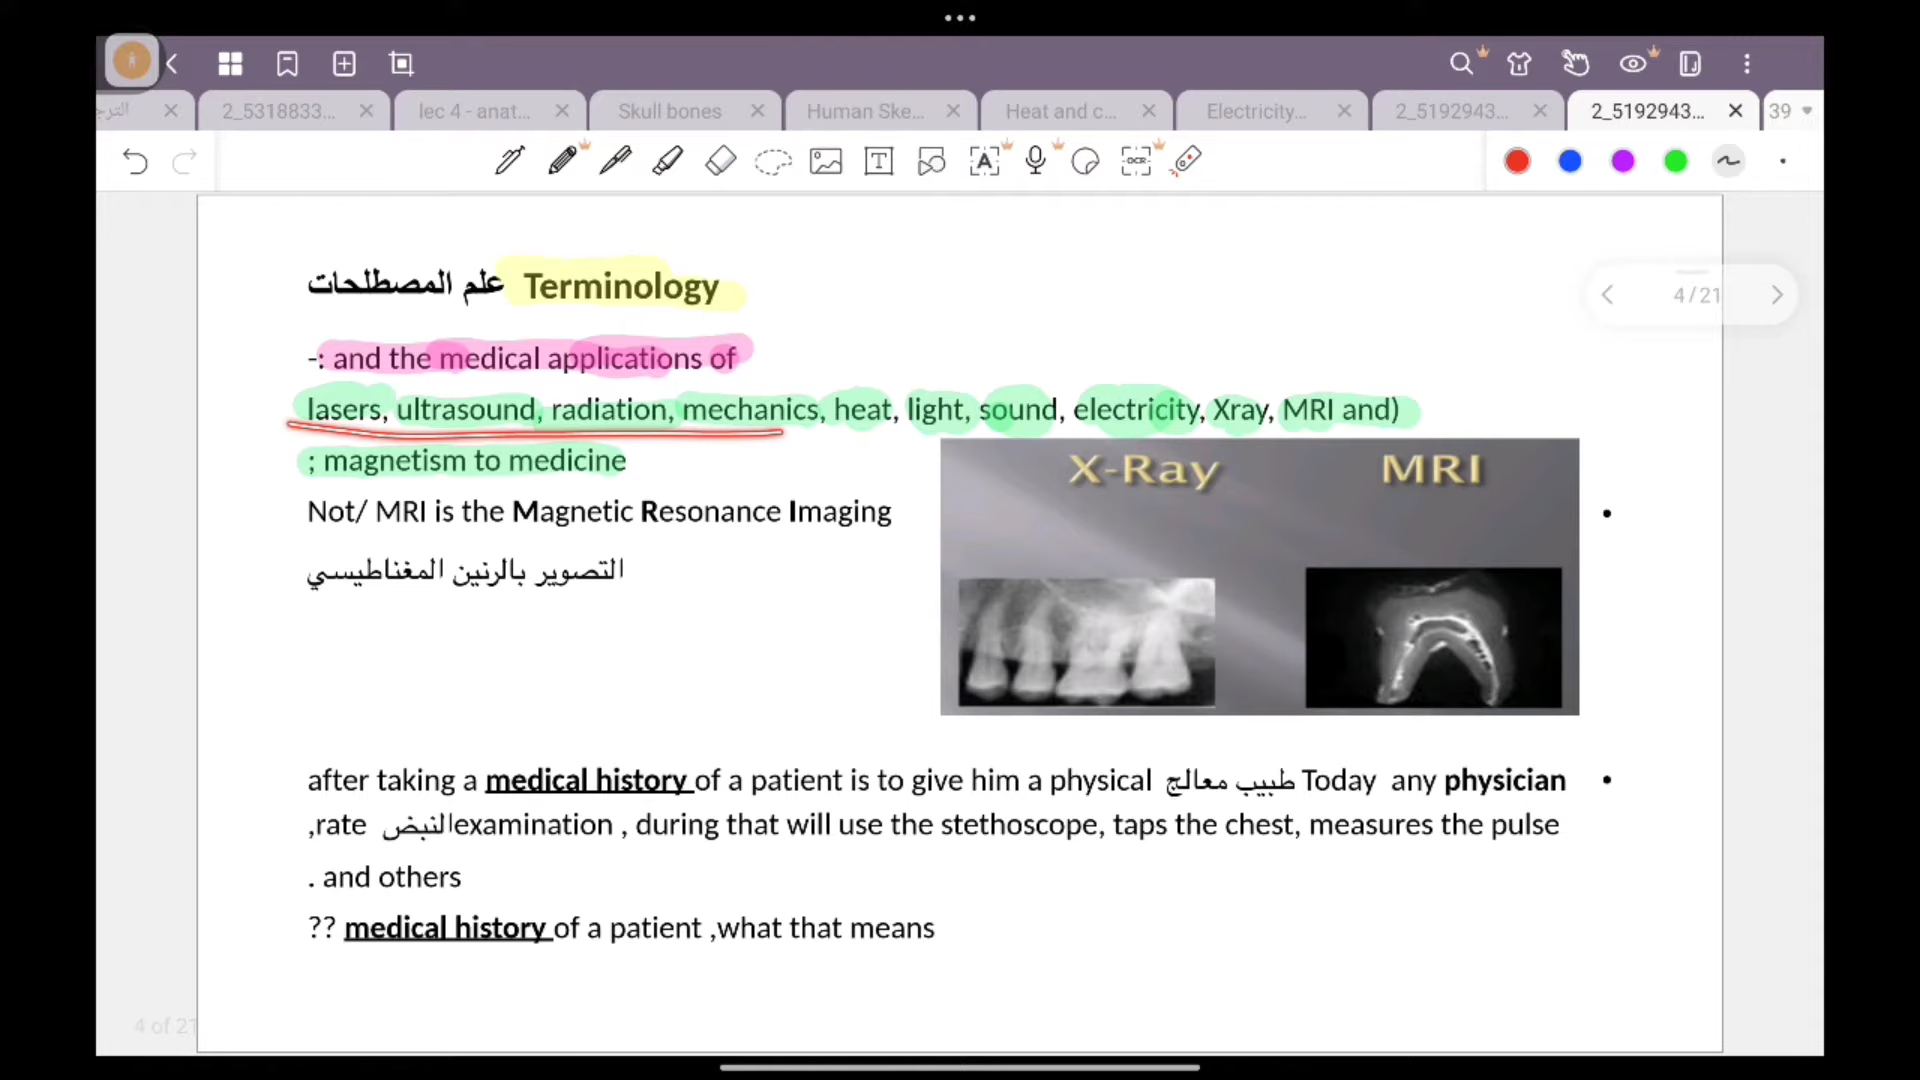 الترج
2_5318833...
lec 4 - anat...
Skull bones
Human Ske...
Heat and c...
Electricity...
2_5192943...
2_5192943...
39
OCR
علم المصطلحات Terminology
4/21
-: and the medical applications of
lasers, ultrasound, radiation, mechanics, heat, light, sound, electricity, Xray, MRI and)
; magnetism to medicine
X-Ray MRI
Not/ MRI is the Magnetic Resonance Imaging
التصوير بالرنين المغناطيسي
after taking a medical history of a patient is to give him a physical طبيب معالج Today any physician
,rate النبض examination , during that will use the stethoscope, taps the chest, measures the pulse
. and others
?? medical history of a patient ,what that means
4 of 21